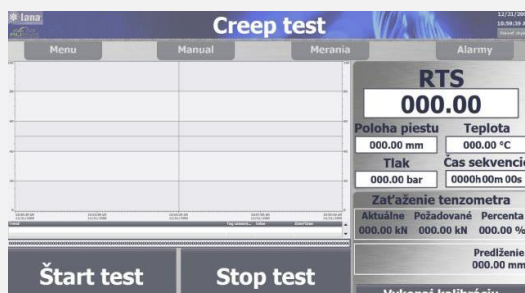 lana
Creep test
Menu
Manual
Merania
Alarmy
RTS
000.00
Poloha piestu
Teplota
000.00 mm
000.00 °C
Tlak
Čas sekvencie
000.00 bar
0000h00m 00s
Zaťaženie tenzometra
Aktuálne Požadované Percentá
000.00 kN 000.00 kN 000.00 %
Predlženie
000.00 mm
Štart test
Stop test